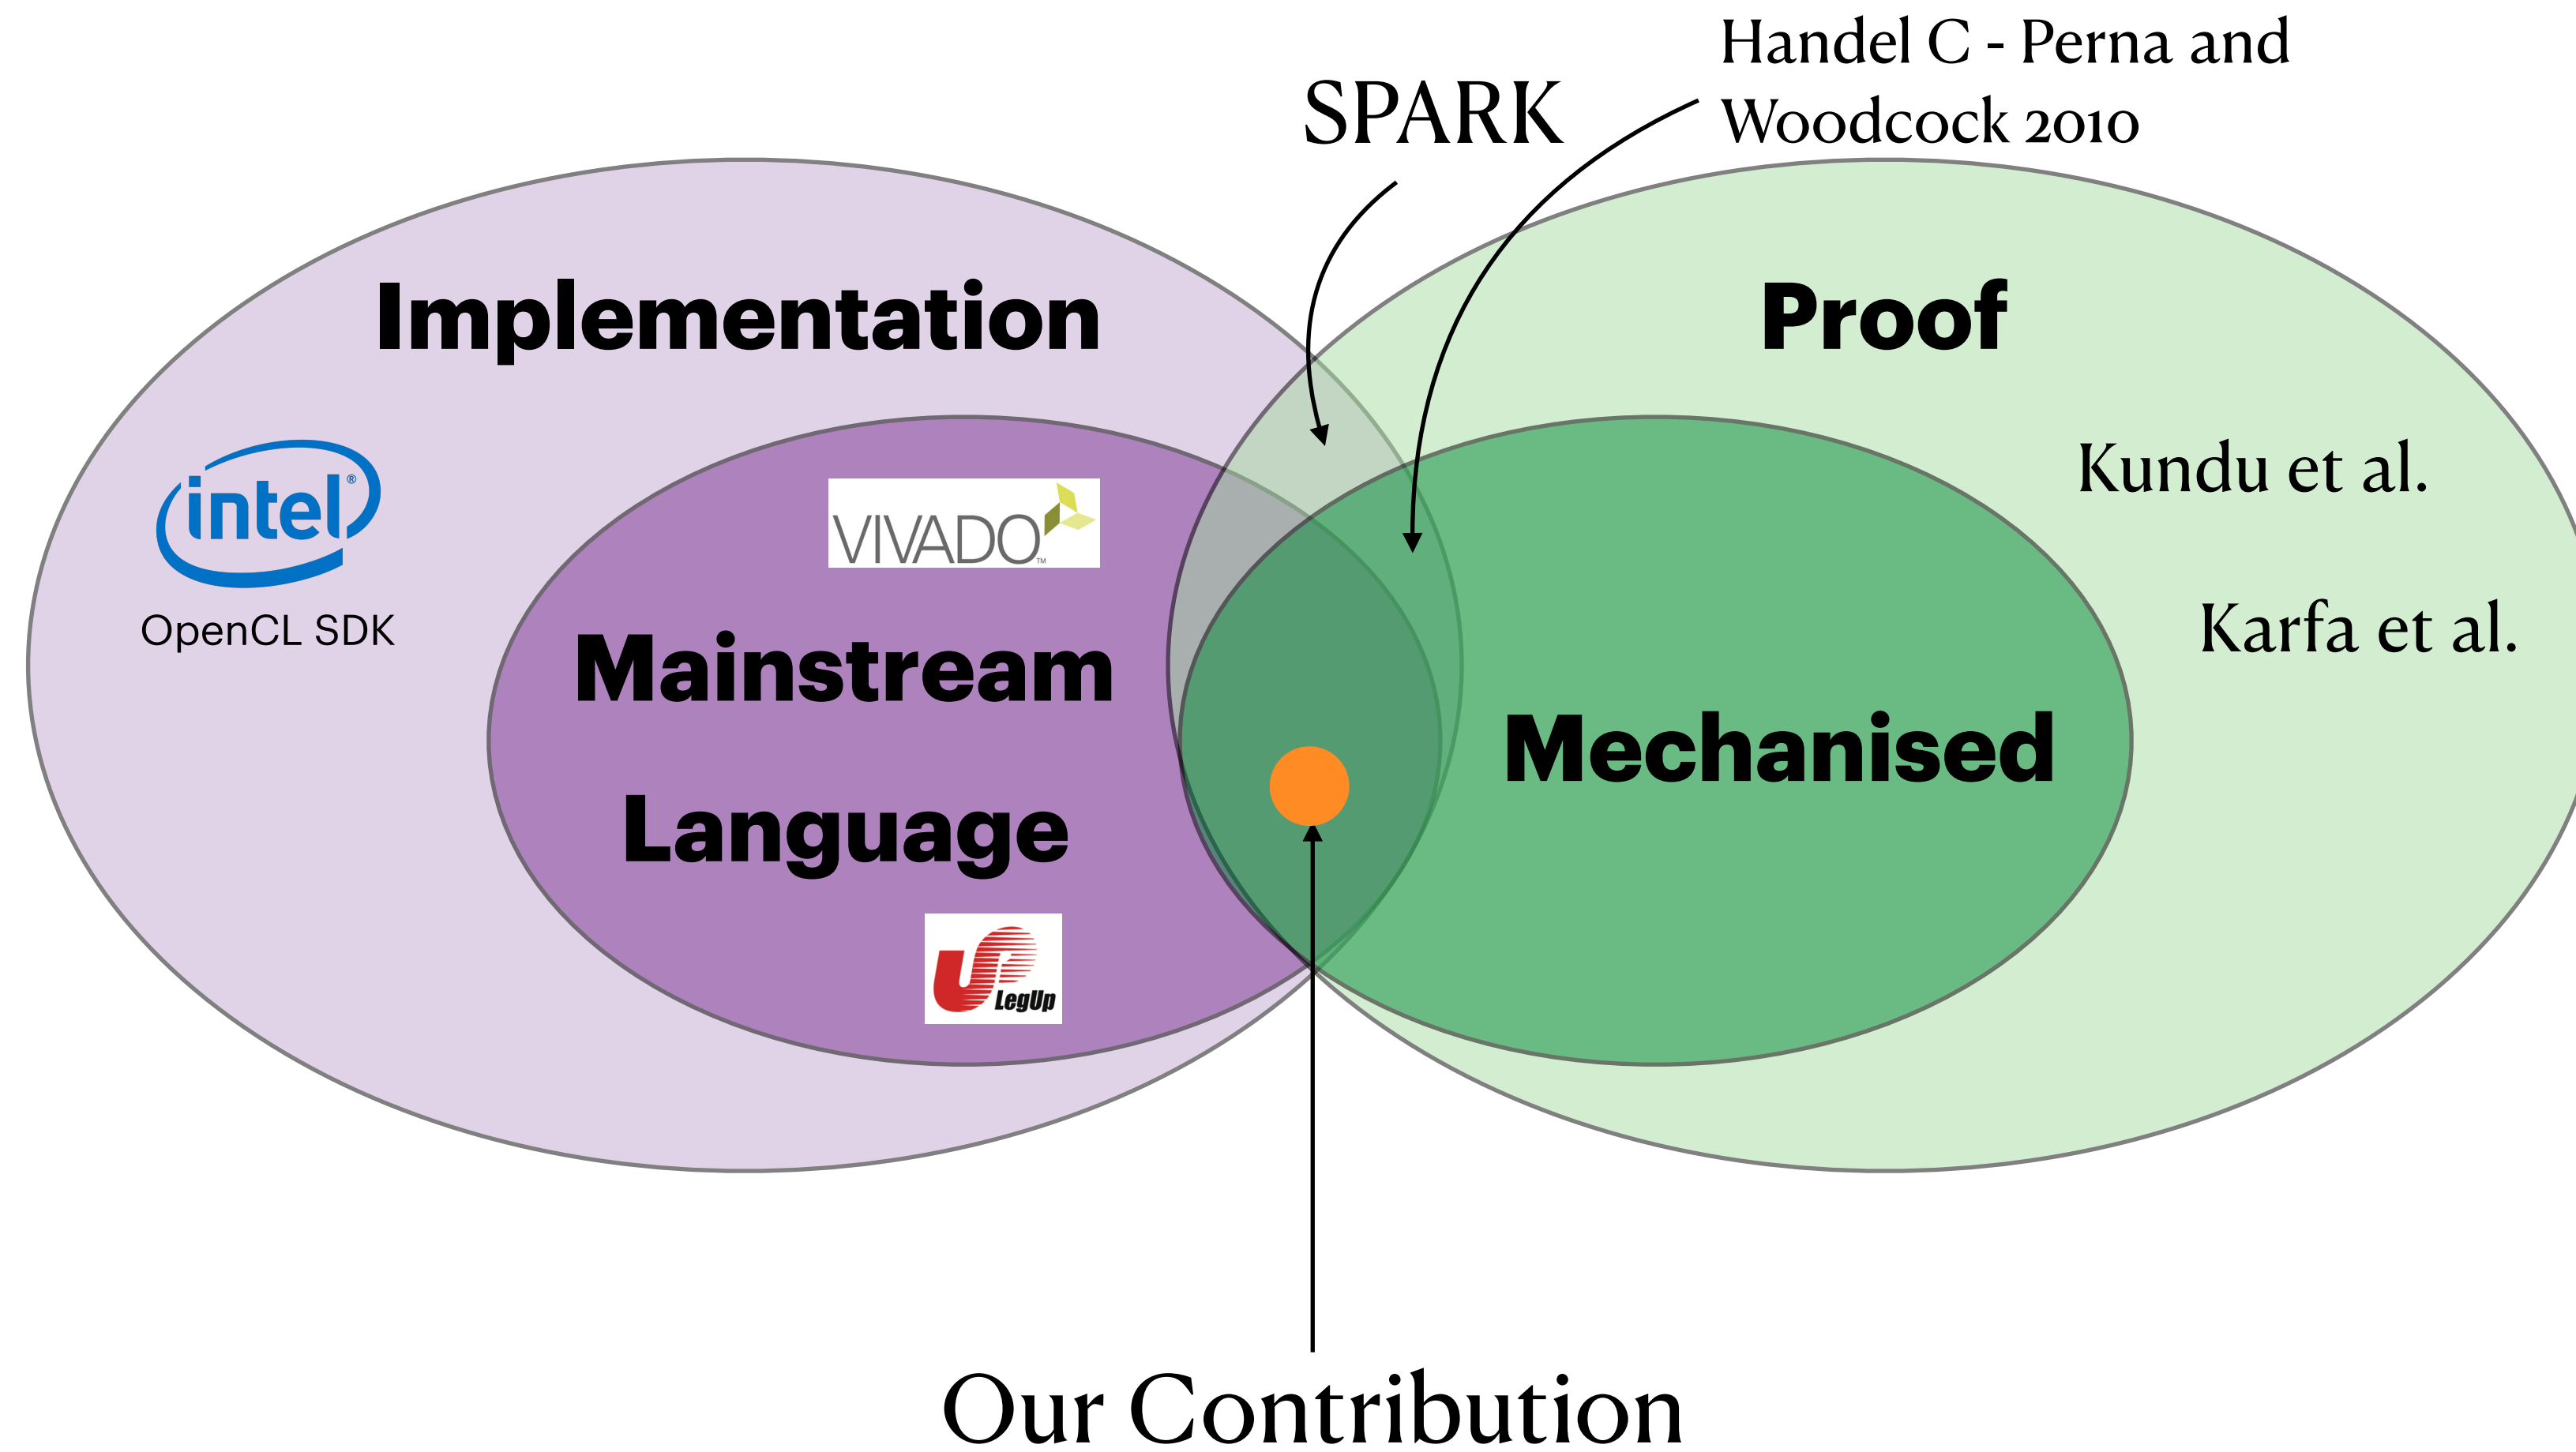 Handel C - Perna and
Woodcock 2010
SPARK
Implementation
Proof
intel®
OpenCL SDK
VIVADO™
Kundu et al.
Karfa et al.
Mainstream
Language
Mechanised
LegUp
Our Contribution